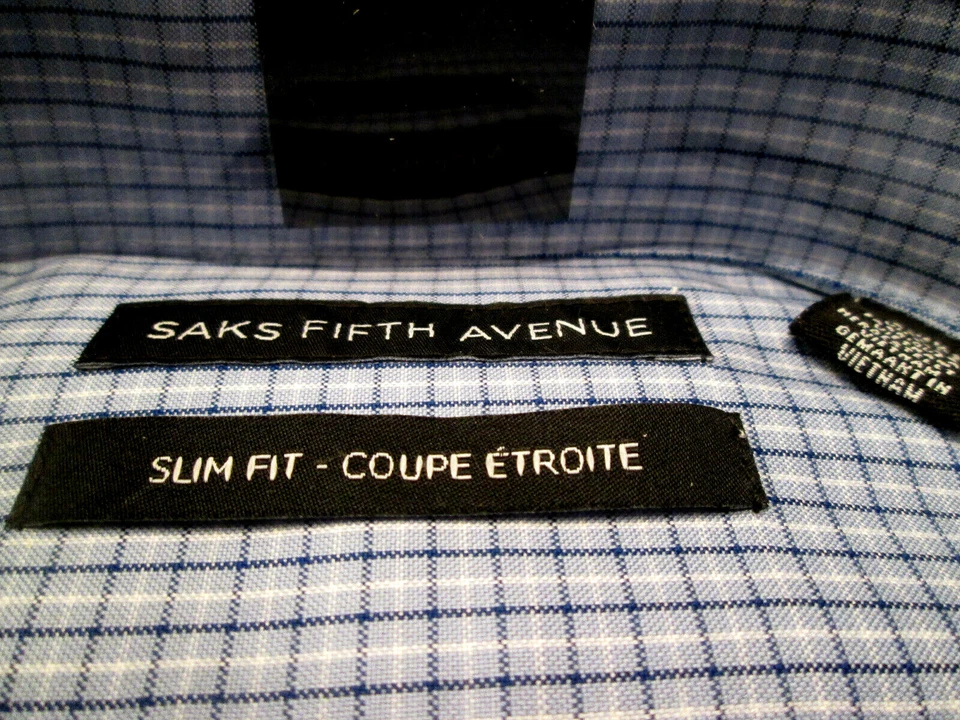 SAKS FIFTH AVENUE
SLIM FIT - COUPE ÉTROITE
GEMAAKT IN
VIETNAM